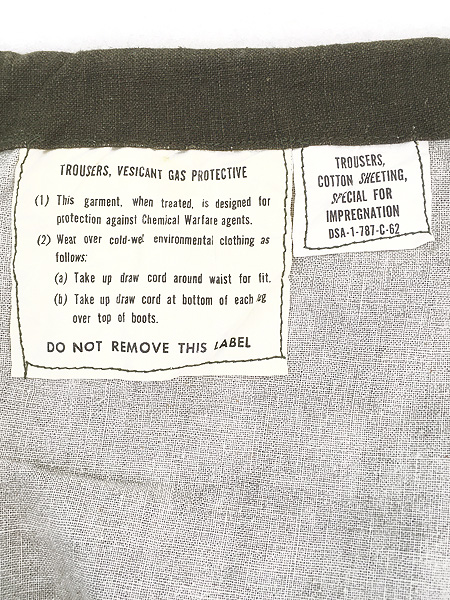 TROUSERS, VESICANT GAS PROTECTIVE
(1) This garment, when treated, is designed for
protection against Chemical Warfare agents.
(2) Wear over cold-wet environmental clothing as
follows:
(a) Take up draw cord around waist for fit.
(b) Take up draw cord at bottom of each leg
over top of boots.
DO NOT REMOVE THIS LABEL
TROUSERS,
COTTON SHEETING,
SPECIAL FOR
IMPREGNATION
DSA-1-787-C-62